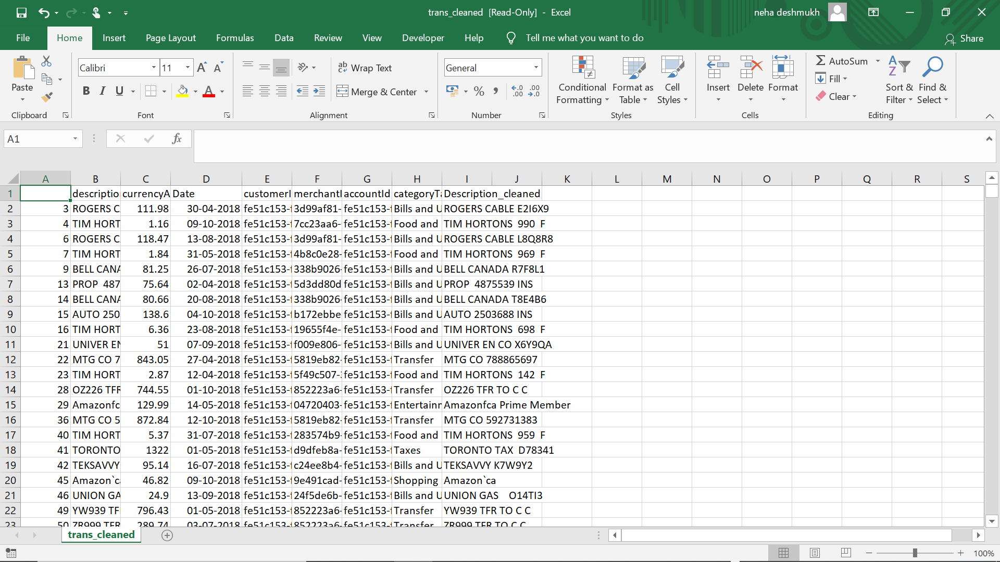 trans_cleaned [Read-Only] - Excel
neha deshmukh
File Home Insert Page Layout Formulas Data Review View Developer Help Tell me what you want to do Share
Calibri 11 Wrap Text General AutoSum
Paste Conditional Formatting Format as Table Cell Styles Insert Delete Format Fill Clear Sort & Filter Find & Select
B I U A Merge & Center % , .0 .00
Clipboard Font Alignment Number Styles Cells Editing
A1 fx
A B C D E F G H I J K L M N O P Q R S
1 descriptio currencyA Date customerI merchantI accountId categoryTa Description_cleaned
2 3 ROGERS C 111.98 30-04-2018 fe51c153- 3d99af81- fe51c153- Bills and U ROGERS CABLE E2I6X9
3 4 TIM HORT 1.16 09-10-2018 fe51c153- 7cc23aa6- fe51c153- Food and TIM HORTONS  990  F
4 6 ROGERS C 118.47 13-08-2018 fe51c153- 3d99af81- fe51c153- Bills and U ROGERS CABLE L8Q8R8
5 7 TIM HORT 1.84 31-05-2018 fe51c153- 4b8c0e28- fe51c153- Food and TIM HORTONS  969  F
6 9 BELL CANA 81.25 26-07-2018 fe51c153- 338b9026- fe51c153- Bills and U BELL CANADA R7F8L1
7 13 PROP  487 75.64 02-04-2018 fe51c153- 5d3dd80d fe51c153- Bills and U PROP  4875539 INS
8 14 BELL CANA 80.66 20-08-2018 fe51c153- 338b9026- fe51c153- Bills and U BELL CANADA T8E4B6
9 15 AUTO 250 138.6 04-10-2018 fe51c153- b172ebbe fe51c153- Bills and U AUTO 2503688 INS
10 16 TIM HORT 6.36 23-08-2018 fe51c153- 19655f4e- fe51c153- Food and TIM HORTONS  698  F
11 21 UNIVER EN 51 07-09-2018 fe51c153- f009e806- fe51c153- Bills and U UNIVER EN CO X6Y9QA
12 22 MTG CO 7 843.05 27-04-2018 fe51c153- 5819eb82- fe51c153- Transfer MTG CO 788865697
13 23 TIM HORT 2.87 12-04-2018 fe51c153- 5f49c507- fe51c153- Food and TIM HORTONS  142  F
14 28 OZ226 TFR 744.55 01-10-2018 fe51c153- 852223a6- fe51c153- Transfer OZ226 TFR TO C C
15 29 Amazonfc 129.99 14-05-2018 fe51c153- 04720403- fe51c153- Entertainn Amazonfca Prime Member
16 36 MTG CO 5 872.84 12-10-2018 fe51c153- 5819eb82- fe51c153- Transfer MTG CO 592731383
17 40 TIM HORT 5.37 31-07-2018 fe51c153- 283574b9- fe51c153- Food and TIM HORTONS  959  F
18 41 TORONTO 1322 01-05-2018 fe51c153- d9dfeb8a- fe51c153- Taxes TORONTO TAX  D78341
19 42 TEKSAVVY 95.14 16-07-2018 fe51c153- c24ee8b4- fe51c153- Bills and U TEKSAVVY K7W9Y2
20 45 Amazon`c 46.82 09-10-2018 fe51c153- 9e491cad- fe51c153- Shopping Amazon`ca
21 46 UNION GA 24.9 13-09-2018 fe51c153- 24f5de6b- fe51c153- Bills and U UNION GAS    O14TI3
22 49 YW939 TF 796.43 01-05-2018 fe51c153- 852223a6- fe51c153- Transfer YW939 TFR TO C C
23 50 ZR999 TFR 289.74 03-07-2018 fe51c153- 852223a6- fe51c153- Transfer ZR999 TFR TO C C
trans_cleaned
100%